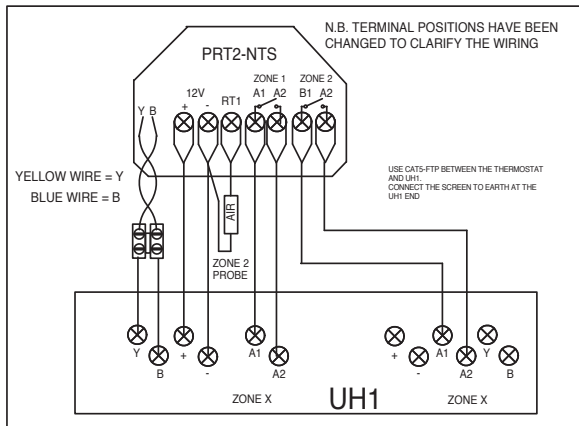 N.B. TERMINAL POSITIONS HAVE BEEN
CHANGED TO CLARIFY THE WIRING
PRT2-NTS
ZONE 1
ZONE 2
12V
RT1
A1
A2
B1
A2
+
-
Y
B
YELLOW WIRE = Y
BLUE WIRE = B
USE CAT5-FTP BETWEEN THE THERMOSTAT
AND UH1.
CONNECT THE SCREEN TO EARTH AT THE
UH1 END
AIR
ZONE 2
PROBE
Y
B
+
-
A1
A2
+
-
A1
A2
Y
B
ZONE X
UH1
ZONE X